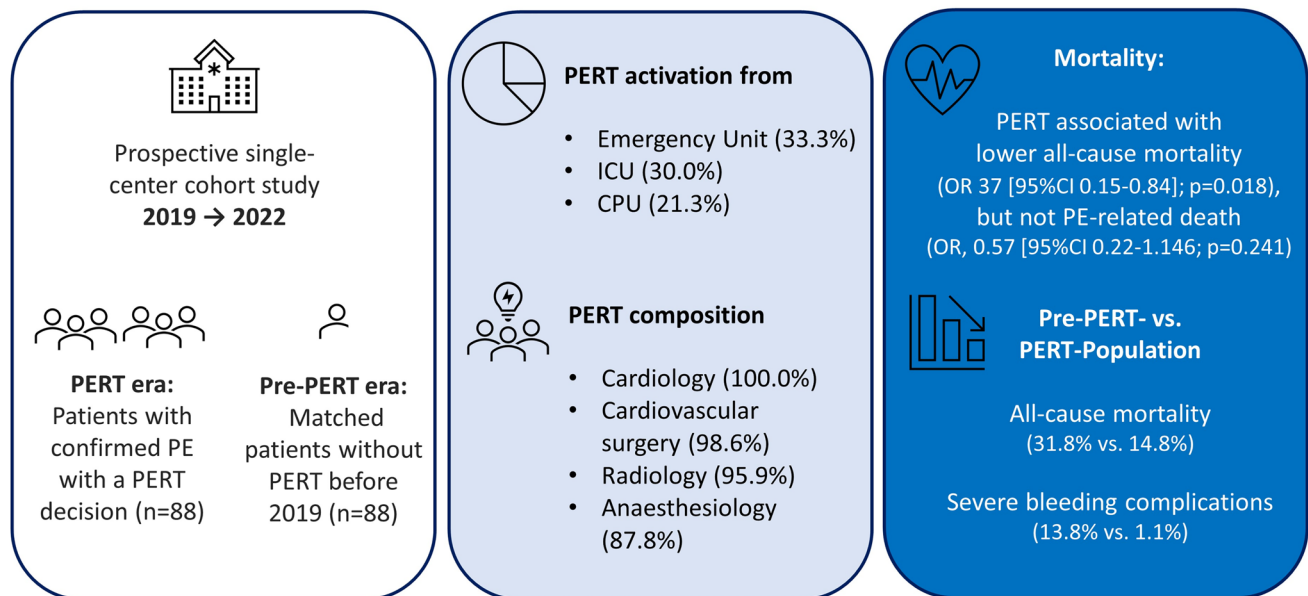 Prospective single-
center cohort study
2019 → 2022
PERT era:
Patients with
confirmed PE
with a PERT
decision (n=88)
Pre-PERT era:
Matched
patients without
PERT before
2019 (n=88)
PERT activation from
• Emergency Unit (33.3%)
• ICU (30.0%)
• CPU (21.3%)
PERT composition
• Cardiology (100.0%)
• Cardiovascular
surgery (98.6%)
• Radiology (95.9%)
• Anaesthesiology
(87.8%)
Mortality:
PERT associated with
lower all-cause mortality
(OR 37 [95%CI 0.15-0.84]; p=0.018),
but not PE-related death
(OR, 0.57 [95%CI 0.22-1.146; p=0.241)
Pre-PERT- vs.
PERT-Population
All-cause mortality
(31.8% vs. 14.8%)
Severe bleeding complications
(13.8% vs. 1.1%)